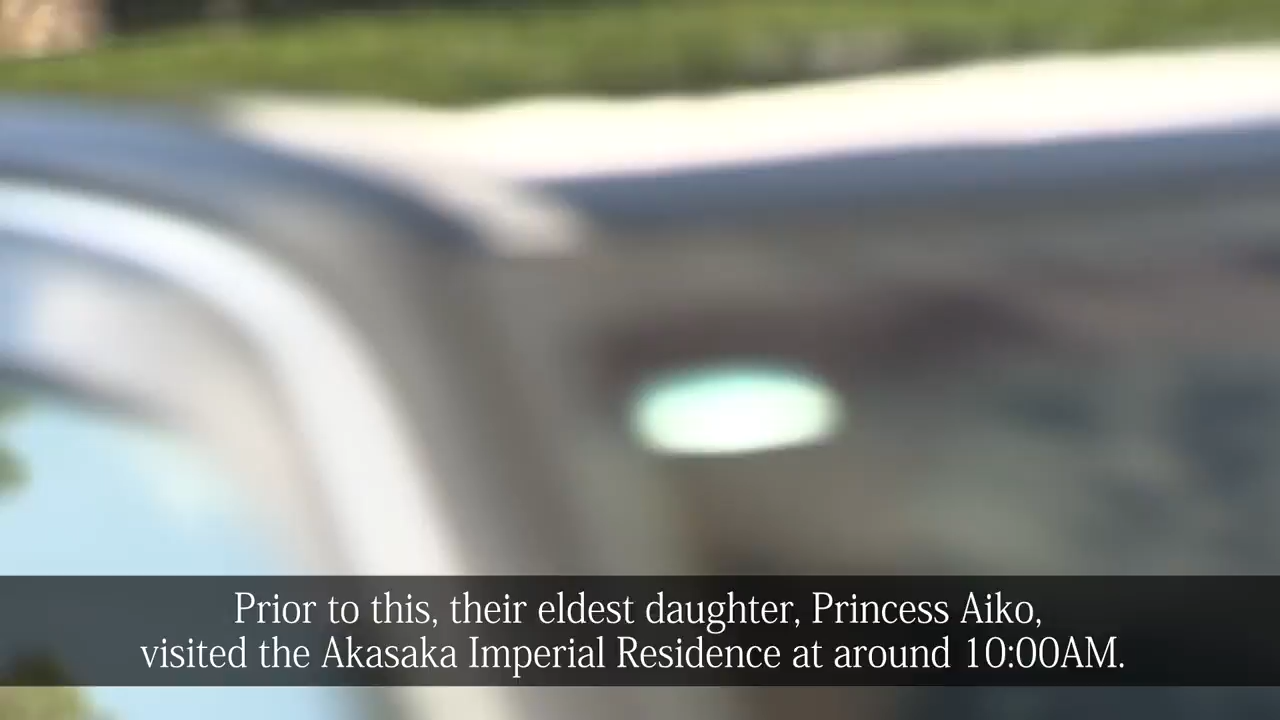 Prior to this, their eldest daughter, Princess Aiko,
visited the Akasaka Imperial Residence at around 10:00AM.